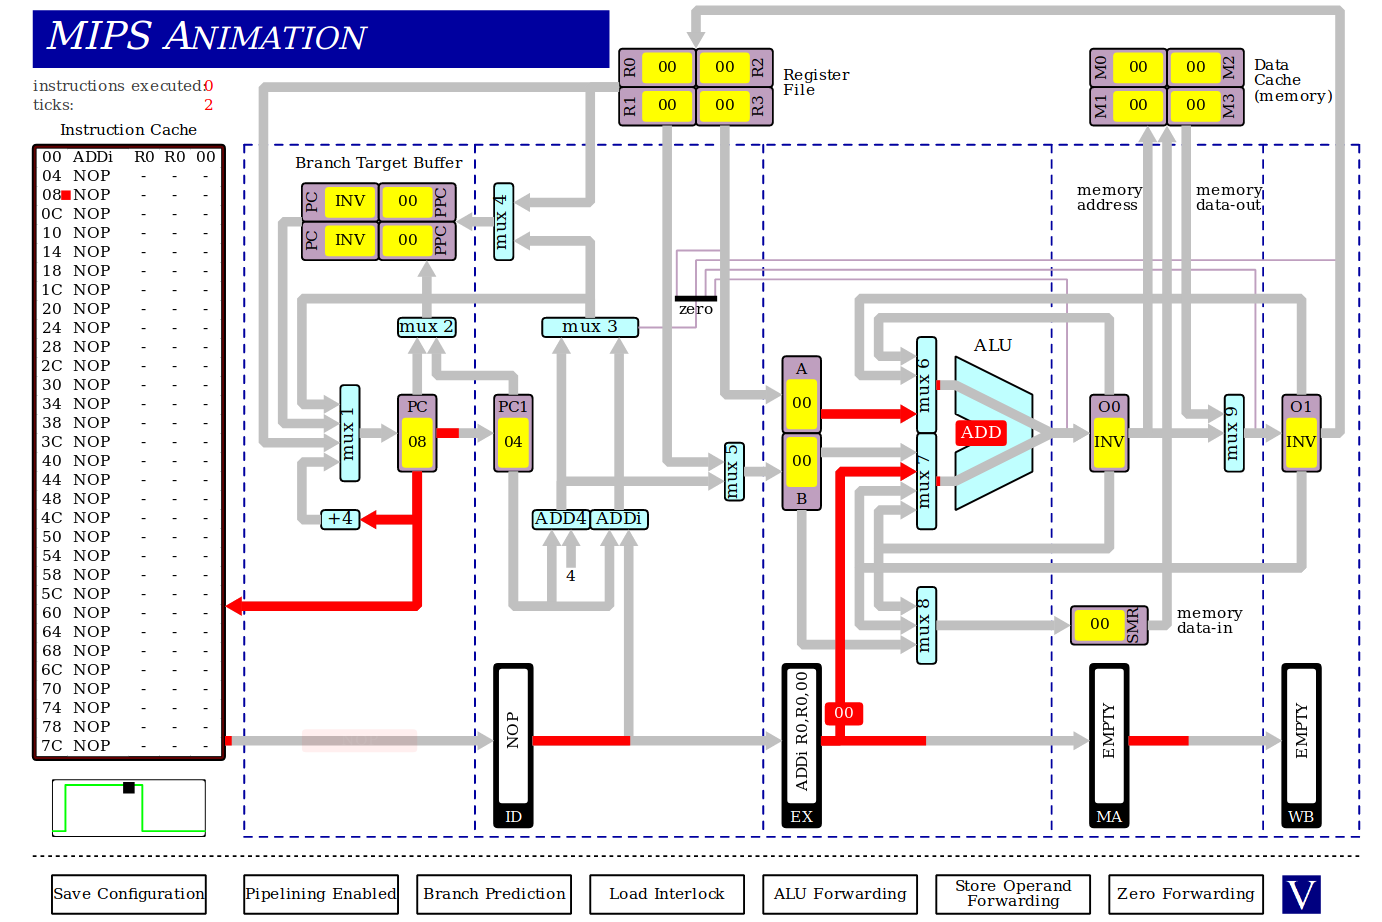 MIPS ANIMATION
instructions executed:0
ticks: 2
Instruction Cache
00 ADDi R0 R0 00
04 NOP - - -
08 NOP - - -
0C NOP - - -
10 NOP - - -
14 NOP - - -
18 NOP - - -
1C NOP - - -
20 NOP - - -
24 NOP - - -
28 NOP - - -
2C NOP - - -
30 NOP - - -
34 NOP - - -
38 NOP - - -
3C NOP - - -
40 NOP - - -
44 NOP - - -
48 NOP - - -
4C NOP - - -
50 NOP - - -
54 NOP - - -
58 NOP - - -
5C NOP - - -
60 NOP - - -
64 NOP - - -
68 NOP - - -
6C NOP - - -
70 NOP - - -
74 NOP - - -
78 NOP - - -
7C NOP - - -
R0 00 00 R2
R1 00 00 R3
Register
File
M0 00 00 M2
M1 00 00 M3
Data
Cache
(memory)
Branch Target Buffer
PC INV 00 PPC
PC INV 00 PPC
mux 4
memory
address
memory
data-out
zero
mux 2
mux 3
mux 1
PC
08
PC1
04
+4
ADD4
ADDi
4
mux 5
A
00
00
B
mux 6
mux 7
ALU
ADD
O0
INV
mux 9
O1
INV
mux 8
00 SMR
memory
data-in
NOP
ID
ADDi R0,R0,00
EX
00
EMPTY
MA
EMPTY
WB
Save Configuration
Pipelining Enabled
Branch Prediction
Load Interlock
ALU Forwarding
Store Operand
Forwarding
Zero Forwarding
V